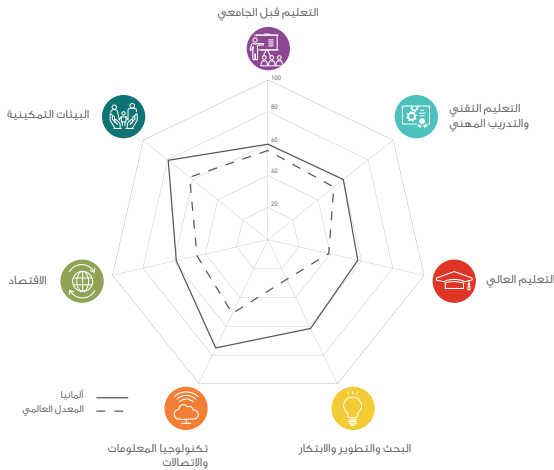 التعليم قبل الجامعي
100
80
60
40
20
التعليم التقني
والتدريب المهني
التعليم العالي
البحث والتطوير والابتكار
تكنولوجيا المعلومات
والاتصالات
الاقتصاد
البيئات التمكينية
ألمانيا
المعدل العالمي